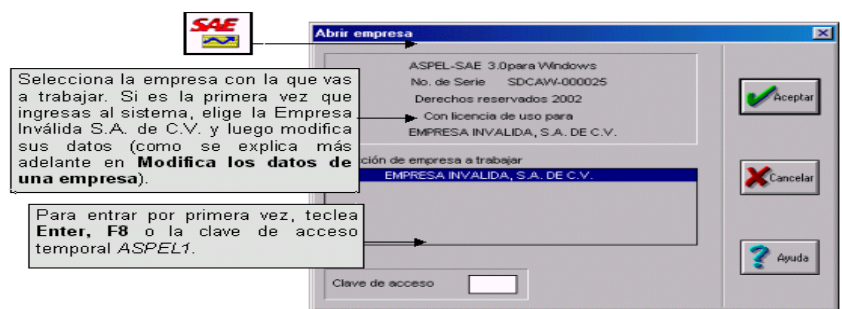 SAE
Abrir empresa
ASPEL-SAE 3.0para Windows
No. de Serie SDCAW-000025
Derechos reservados 2002
Con licencia de uso para
EMPRESA INVALIDA, S.A. DE C.V.
Selecciona la empresa con la que vas
a trabajar. Si es la primera vez que
ingresas al sistema, elige la Empresa
Inválida S.A. de C.V. y luego modifica
sus datos (como se explica más
adelante en Modifica los datos de
una empresa).
ción de empresa a trabajar
EMPRESA INVALIDA, S.A. DE C.V.
Para entrar por primera vez, teclea
Enter, F8 o la clave de acceso
temporal ASPEL1.
Clave de acceso
Aceptar
Cancelar
Ayuda